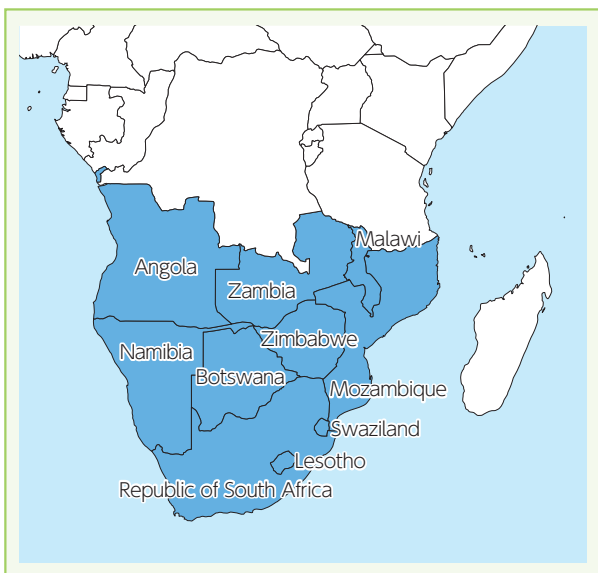 Malawi
Angola
Zambia
Zimbabwe
Namibia
Botswana
Mozambique
Swaziland
Lesotho
Republic of South Africa